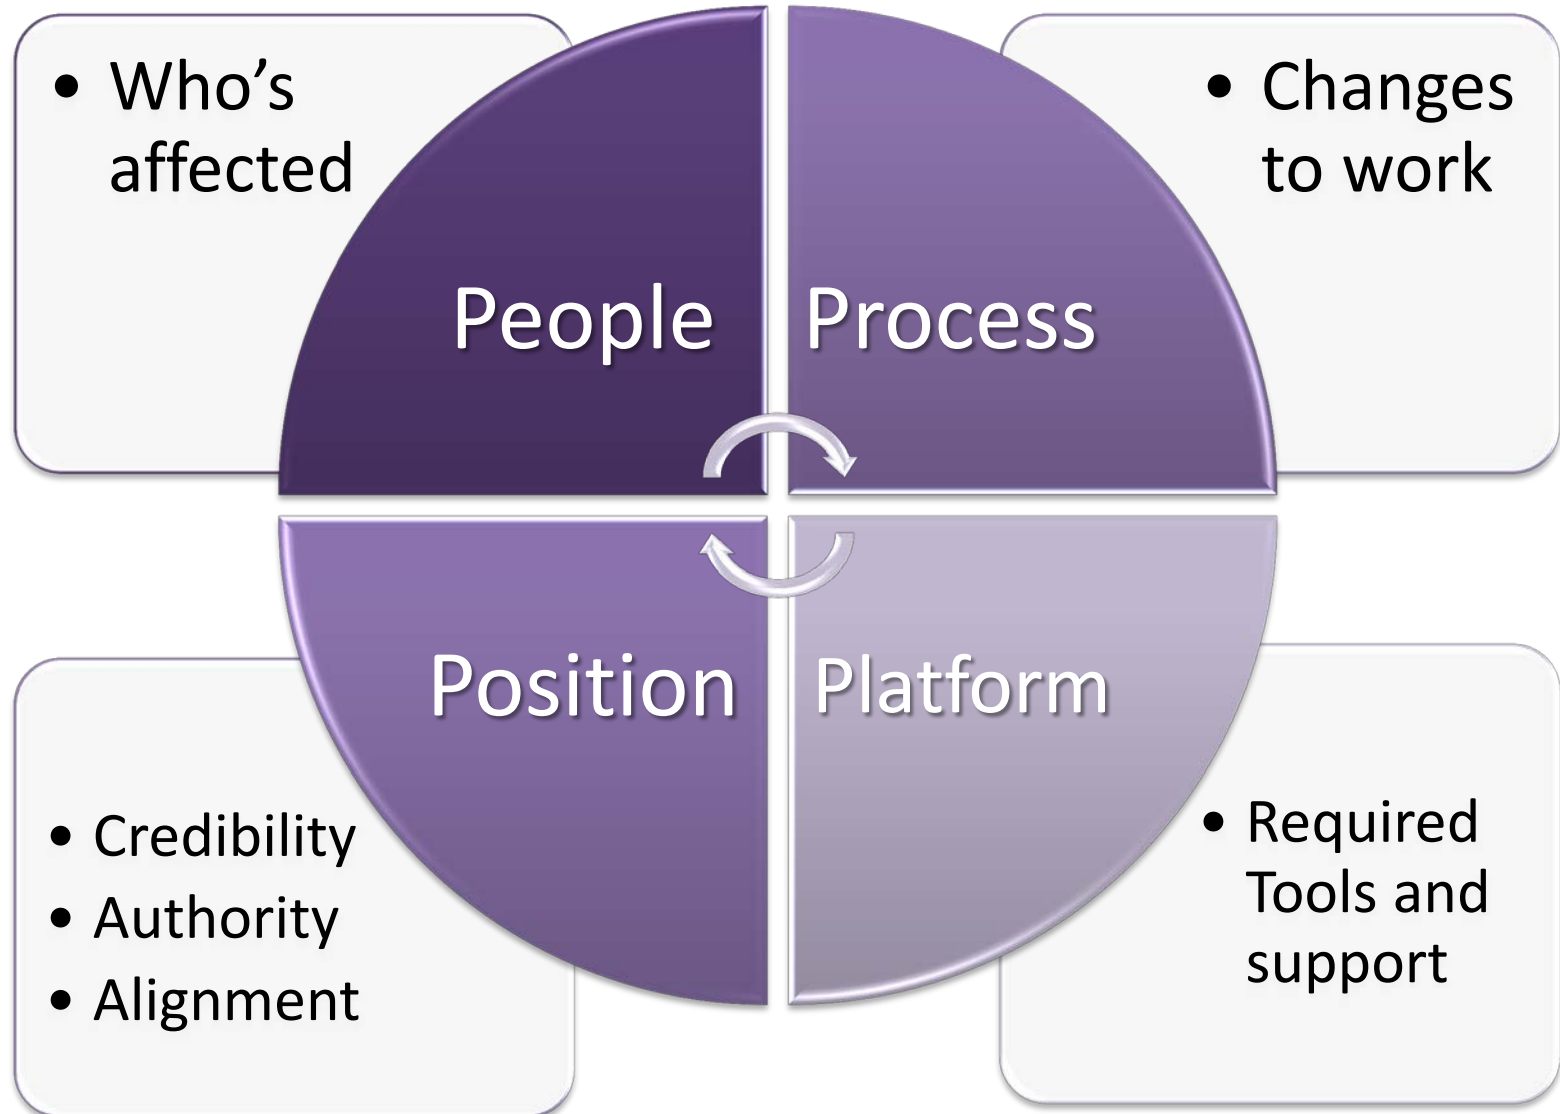 • Who’s
affected
• Changes
to work
People
Process
Position
Platform
• Credibility
• Authority
• Alignment
• Required
Tools and
support